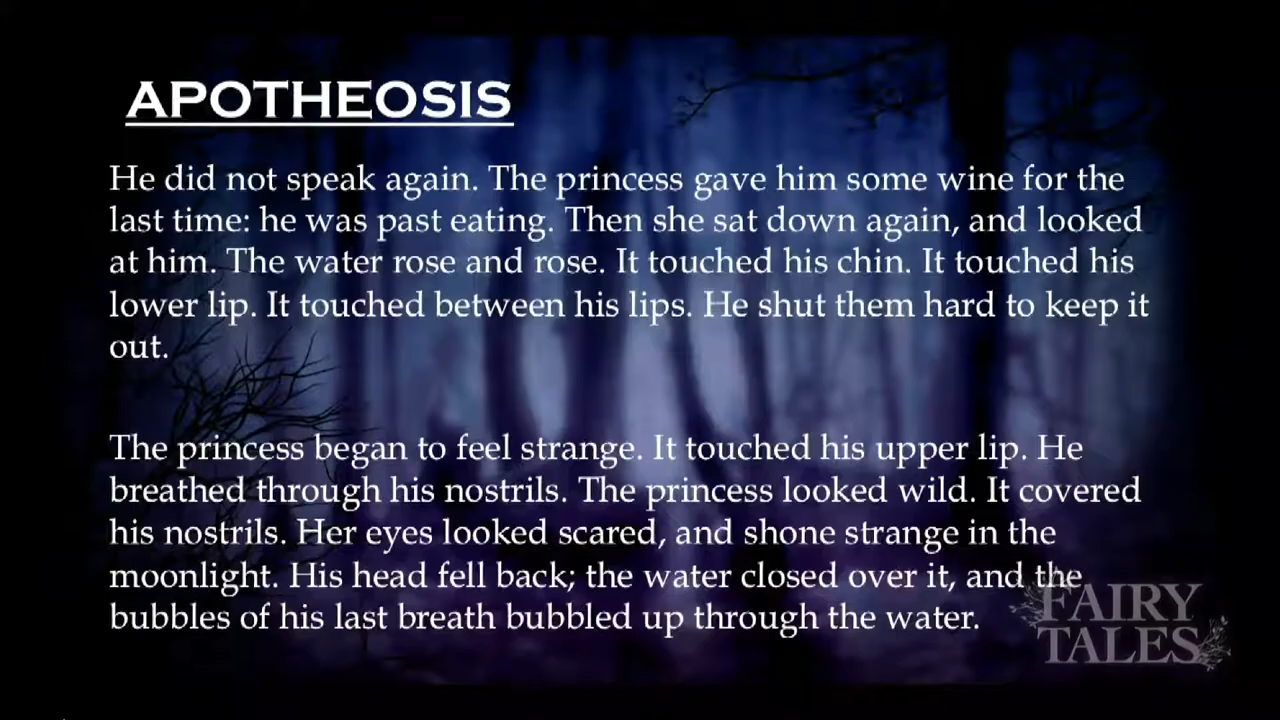 APOTHEOSIS
He did not speak again. The princess gave him some wine for the
last time: he was past eating. Then she sat down again, and looked
at him. The water rose and rose. It touched his chin. It touched his
lower lip. It touched between his lips. He shut them hard to keep it
out.
The princess began to feel strange. It touched his upper lip. He
breathed through his nostrils. The princess looked wild. It covered
his nostrils. Her eyes looked scared, and shone strange in the
moonlight. His head fell back; the water closed over it, and the
bubbles of his last breath bubbled up through the water.
FAIRY
TALES